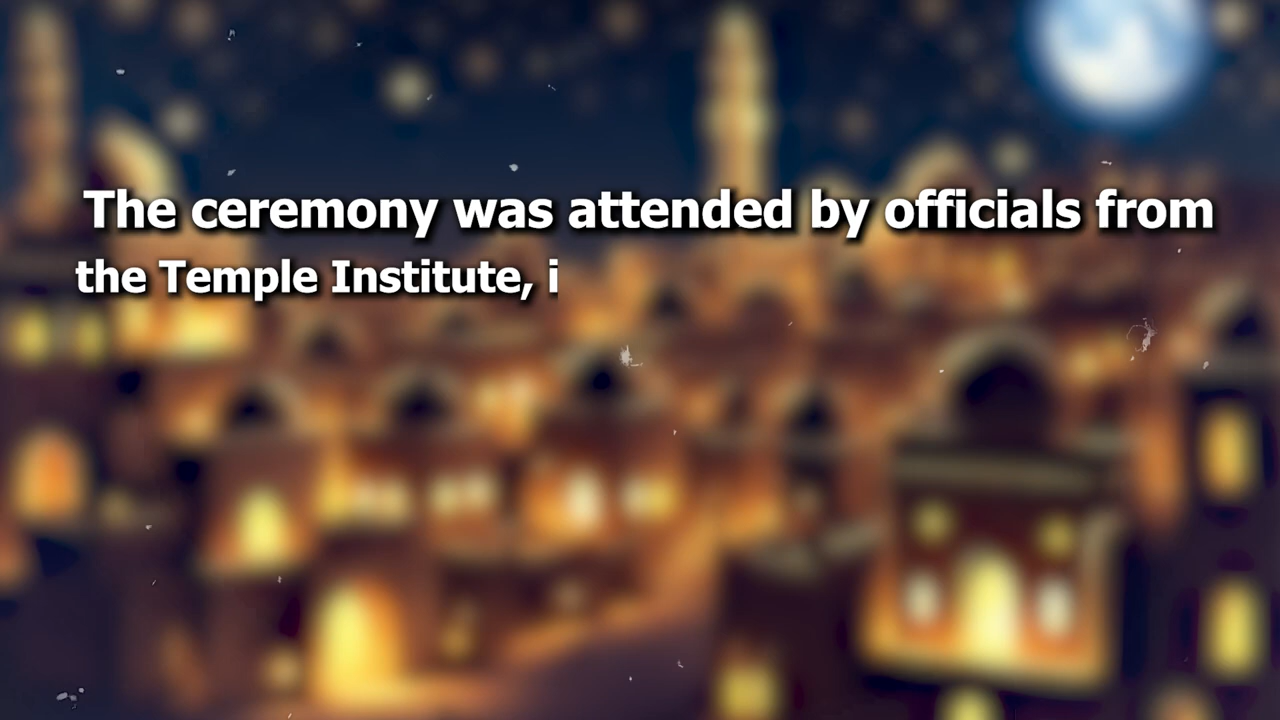 The ceremony was attended by officials from
the Temple Institute, i